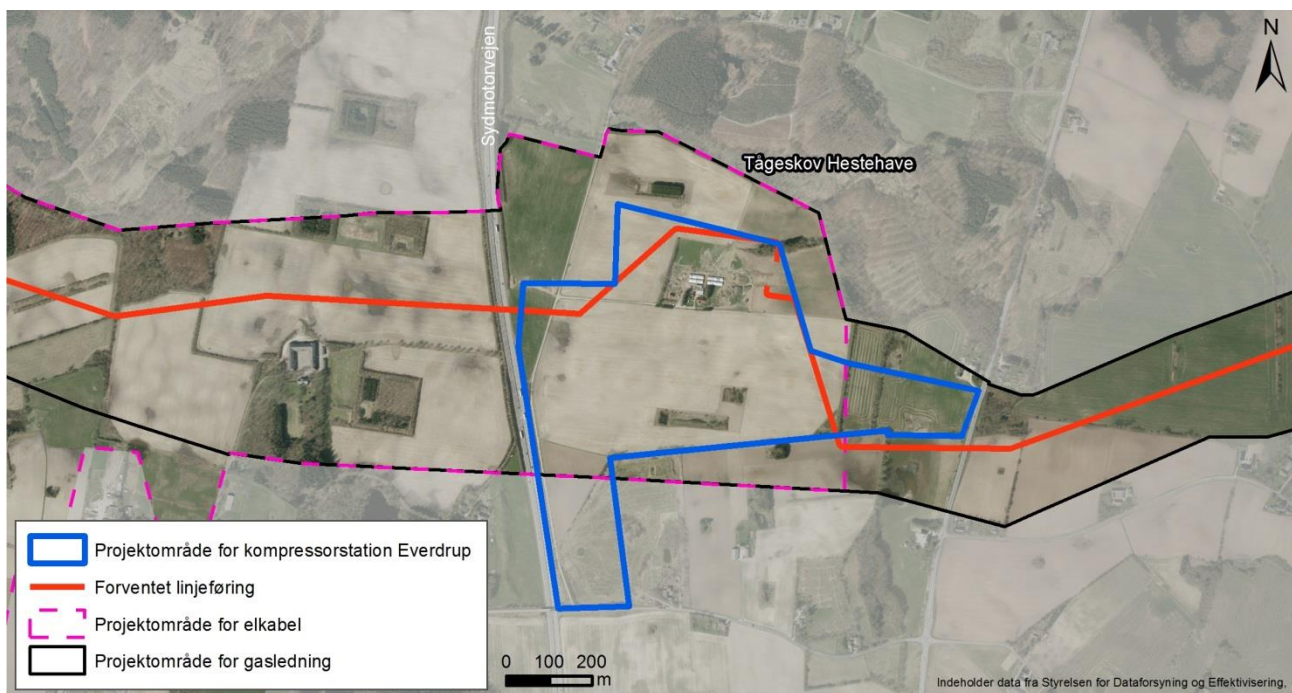 N
Sydmotorvejen
Tågeskov Hestehave
Projektområde for kompressorstation Everdrup
Forventet linjeføring
Projektområde for elkabel
Projektområde for gasledning
0 100 200
m
Indeholder data fra Styrelsen for Dataforsyning og Effektivisering,